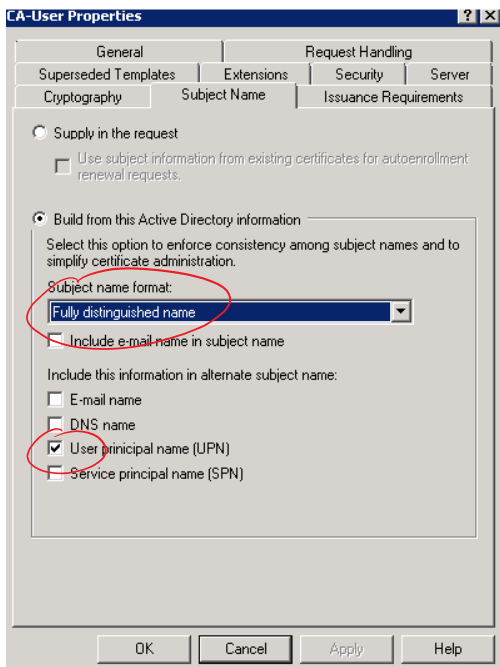 CA-User Properties
General Request Handling
Superseded Templates Extensions Security Server
Cryptography Subject Name Issuance Requirements
Supply in the request
Use subject information from existing certificates for autoenrollment
renewal requests.
Build from this Active Directory information
Select this option to enforce consistency among subject names and to
simplify certificate administration.
Subject name format:
Fully distinguished name
Include e-mail name in subject name
Include this information in alternate subject name:
E-mail name
DNS name
User prinicipal name (UPN)
Service principal name (SPN)
OK Cancel Apply Help